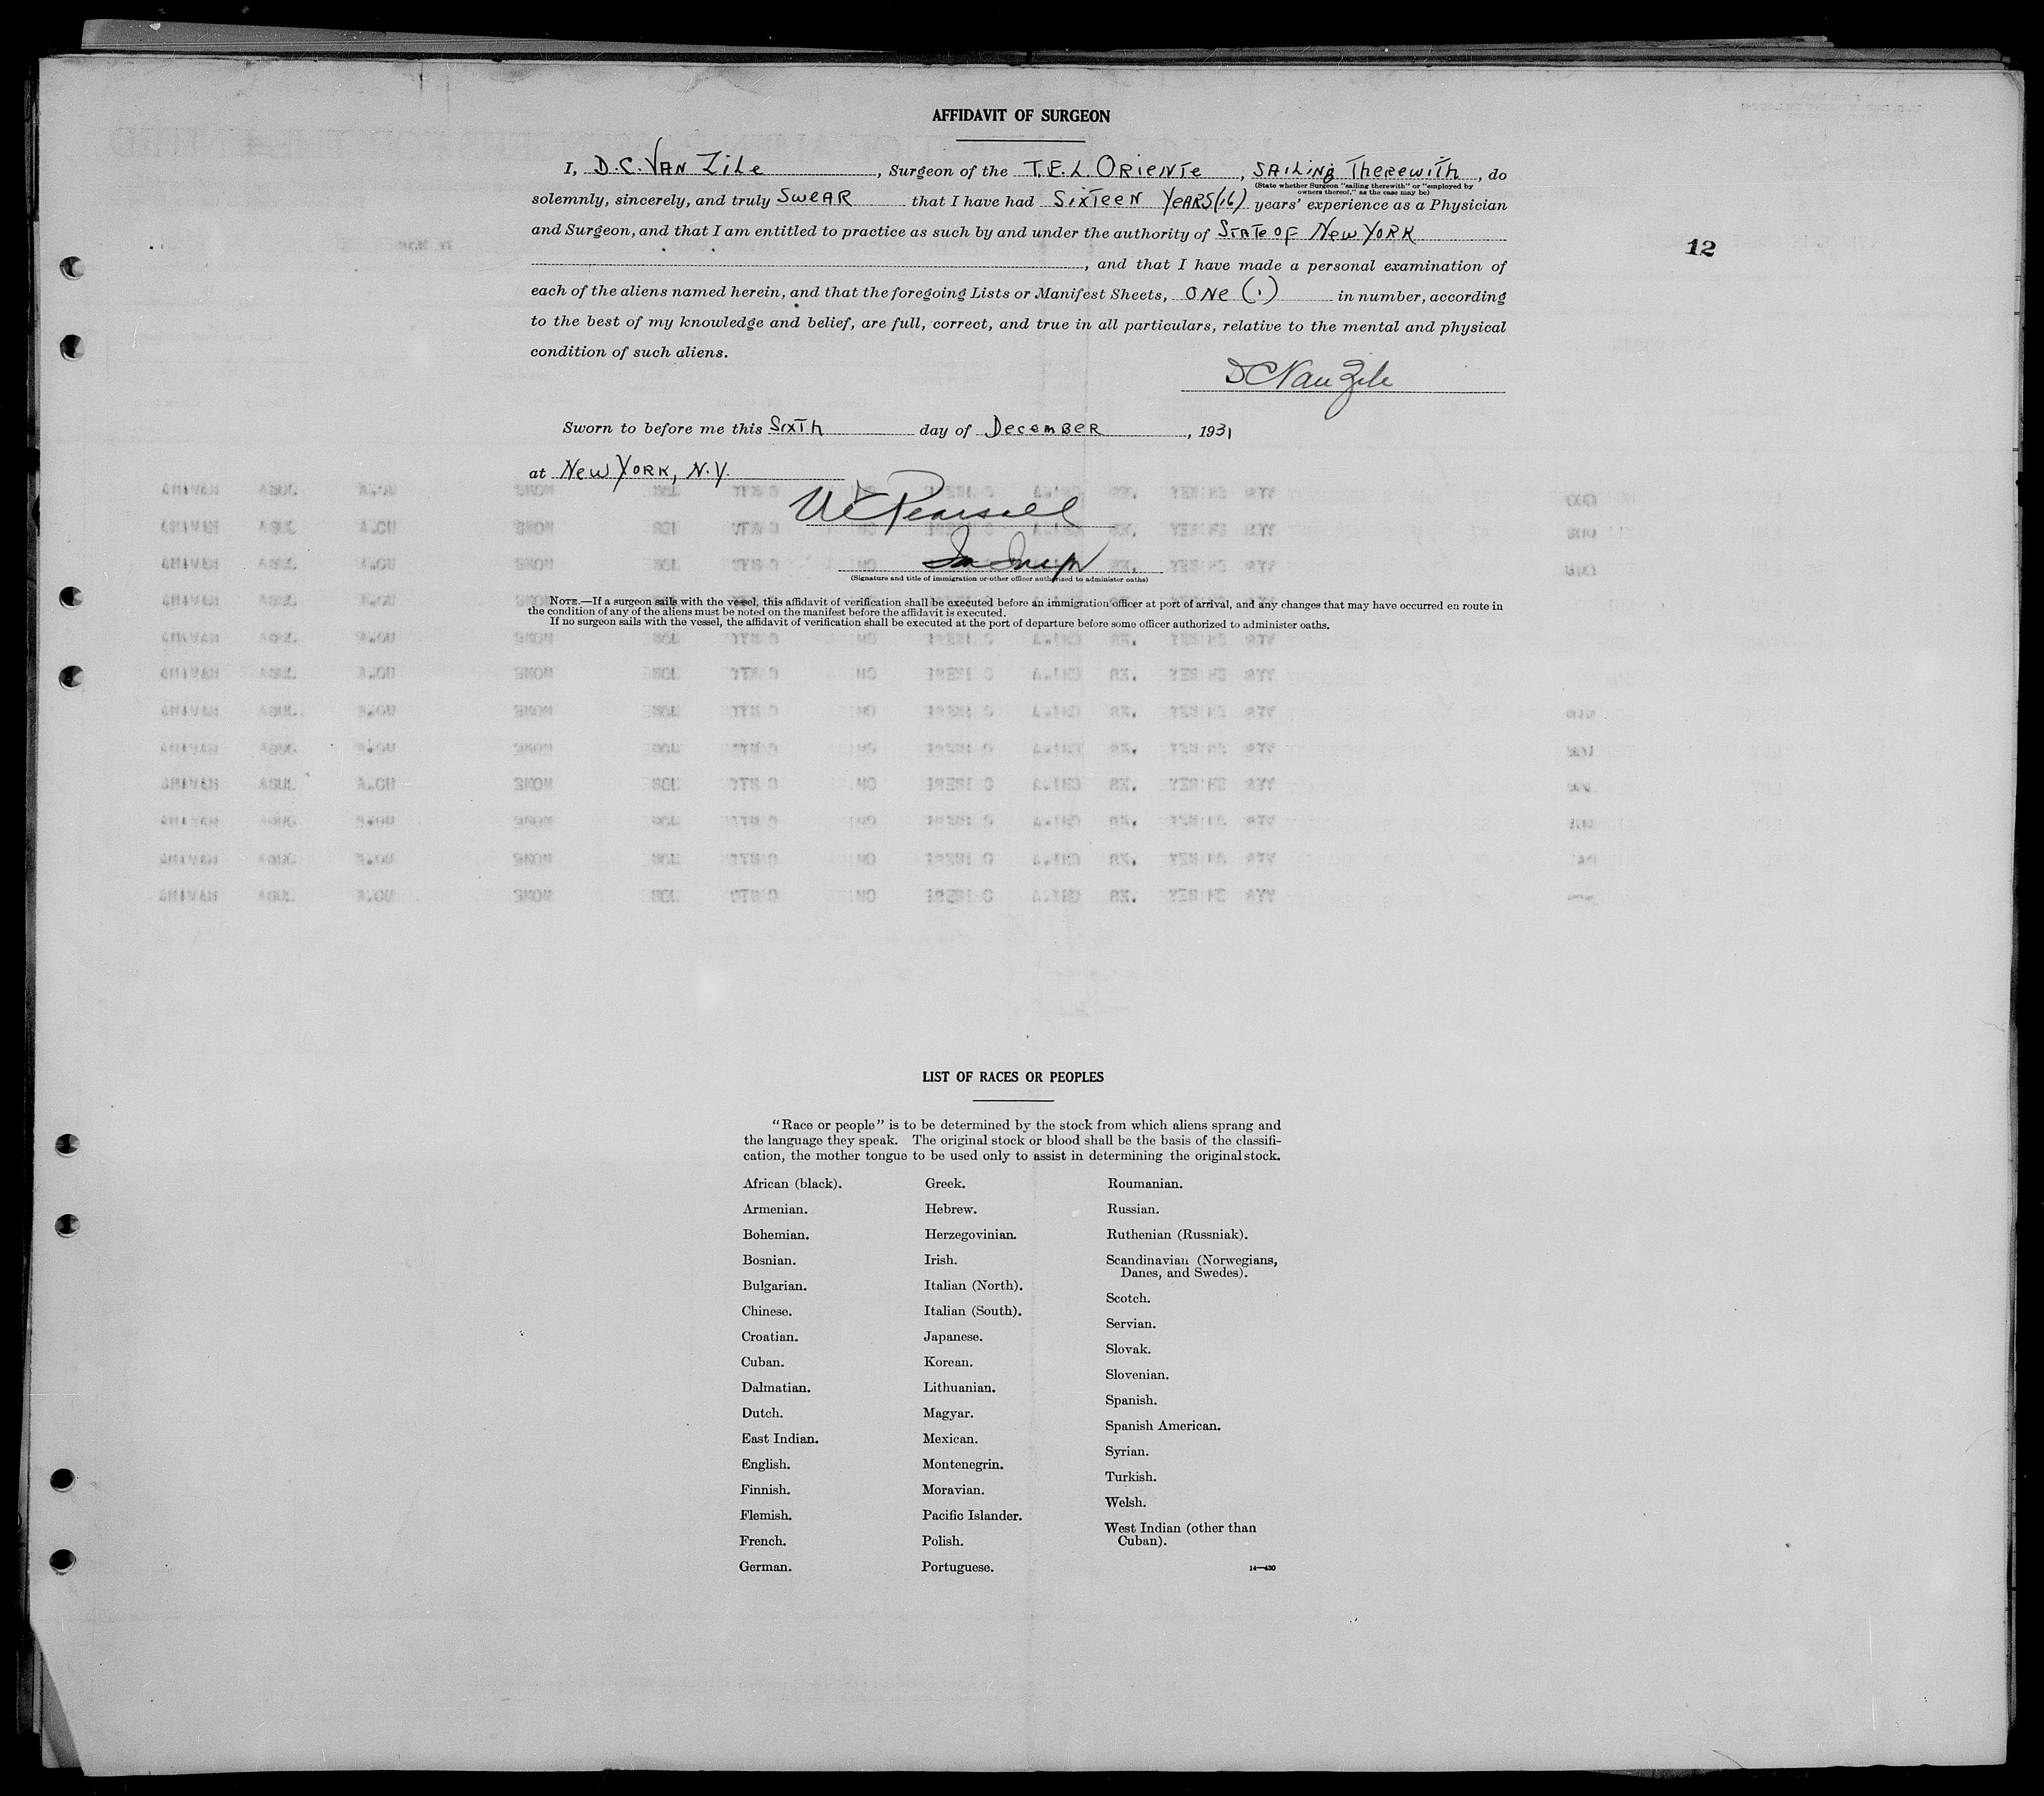 AFFIDAVIT OF SURGEON
I, D.C. VAN ZILE, Surgeon of the T.E.L. ORIENTE, SAILING THEREWITH, do
(State whether Surgeon "sailing therewith" or "employed by
owners thereof," as the case may be)
solemnly, sincerely, and truly SWEAR that I have had SIXTEEN YEARS (16) years' experience as a Physician
and Surgeon, and that I am entitled to practice as such by and under the authority of STATE OF NEW YORK
12
, and that I have made a personal examination of
each of the aliens named herein, and that the foregoing Lists or Manifest Sheets, ONE (1) in number, according
to the best of my knowledge and belief, are full, correct, and true in all particulars, relative to the mental and physical
condition of such aliens.
DC Van Zile
Sworn to before me this SIXTH day of DECEMBER, 1931
at NEW YORK, N.Y.
Pearsall
(Signature and title of immigration or other officer authorized to administer oaths)
NOTE.—If a surgeon sails with the vessel, this affidavit of verification shall be executed before an immigration officer at port of arrival, and any changes that may have occurred en route in
the condition of any of the aliens must be noted on the manifest before the affidavit is executed.
If no surgeon sails with the vessel, the affidavit of verification shall be executed at the port of departure before some officer authorized to administer oaths.
LIST OF RACES OR PEOPLES
"Race or people" is to be determined by the stock from which aliens sprang and
the language they speak. The original stock or blood shall be the basis of the classifi-
cation, the mother tongue to be used only to assist in determining the original stock.
African (black).
Armenian.
Bohemian.
Bosnian.
Bulgarian.
Chinese.
Croatian.
Cuban.
Dalmatian.
Dutch.
East Indian.
English.
Finnish.
Flemish.
French.
German.
Greek.
Hebrew.
Herzegovinian.
Irish.
Italian (North).
Italian (South).
Japanese.
Korean.
Lithuanian.
Magyar.
Mexican.
Montenegrin.
Moravian.
Pacific Islander.
Polish.
Portuguese.
Roumanian.
Russian.
Ruthenian (Russniak).
Scandinavian (Norwegians,
Danes, and Swedes).
Scotch.
Servian.
Slovak.
Slovenian.
Spanish.
Spanish American.
Syrian.
Turkish.
Welsh.
West Indian (other than
Cuban).
14—430